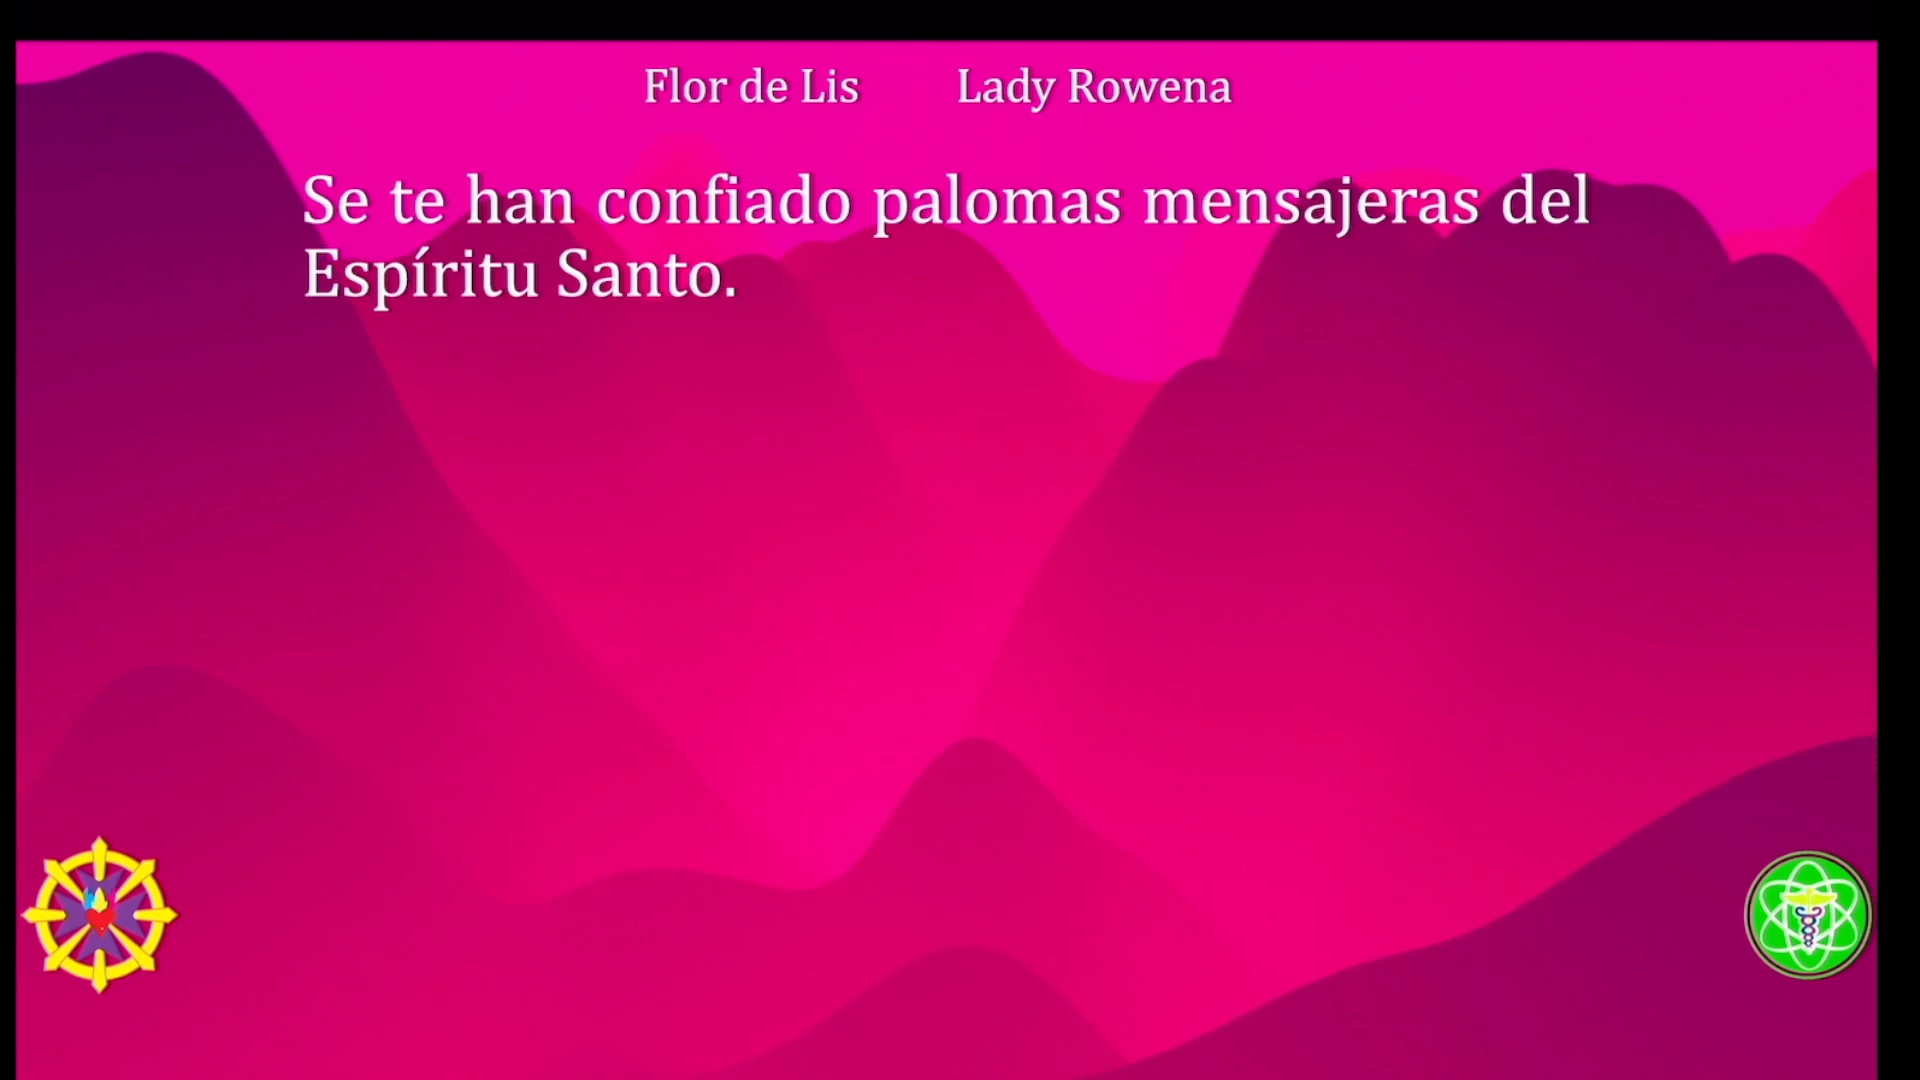 Flor de Lis Lady Rowena
Se te han confiado palomas mensajeras del
Espíritu Santo.